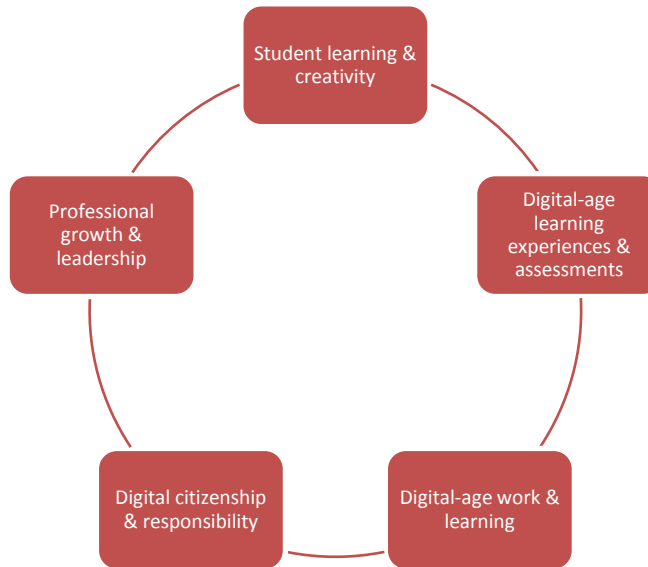 Student learning &
creativity
Digital-age
learning
experiences &
assessments
Digital-age work &
learning
Digital citizenship
& responsibility
Professional
growth &
leadership